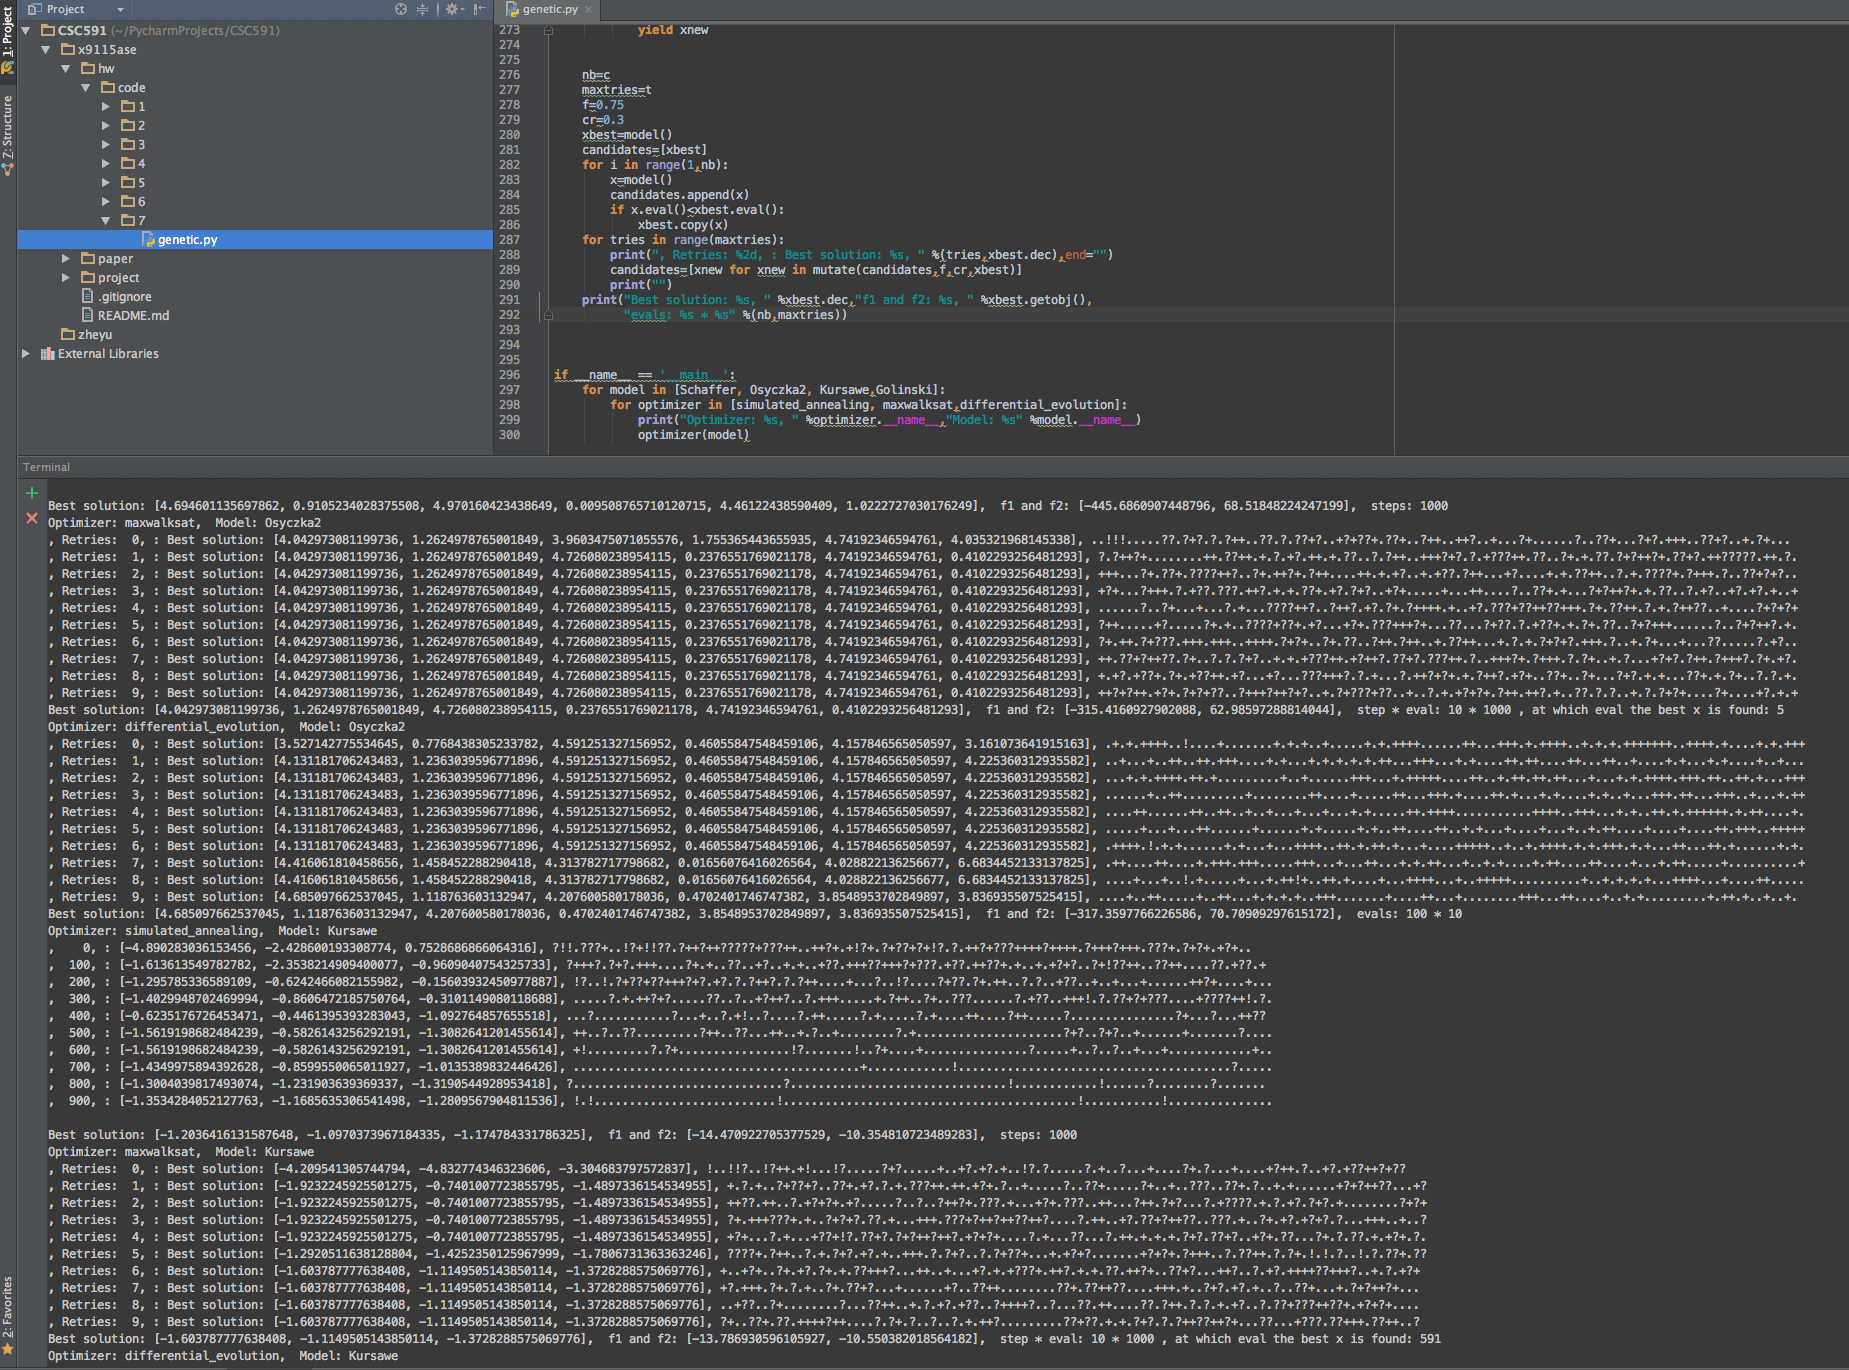 Project
CSC591 (~/PycharmProjects/CSC591)
x9115ase
hw
code
1
2
3
4
5
6
7
genetic.py
paper
project
.gitignore
README.md
zheyu
External Libraries
1: Project
7: Structure
2: Favorites
genetic.py
273 yield xnew
274
275
276 nb=c
277 maxtries=t
278 f=0.75
279 cr=0.3
280 xbest=model()
281 candidates=[xbest]
282 for i in range(1,nb):
283 x=model()
284 candidates.append(x)
285 if x.eval()<xbest.eval():
286 xbest.copy(x)
287 for tries in range(maxtries):
288 print(", Retries: %2d, : Best solution: %s, " %(tries,xbest.dec),end="")
289 candidates=[xnew for xnew in mutate(candidates,f,cr,xbest)]
290 print("")
291 print("Best solution: %s, " %xbest.dec,"f1 and f2: %s, " %xbest.getobj(),
292 "evals: %s * %s" %(nb,maxtries))
293
294
295
296 if __name__ == '__main__':
297 for model in [Schaffer, Osyczka2, Kursawe,Golinski]:
298 for optimizer in [simulated_annealing, maxwalksat,differential_evolution]:
299 print("Optimizer: %s, " %optimizer.__name__,"Model: %s" %model.__name__)
300 optimizer(model)
Terminal
Best solution: [4.694601135697862, 0.9105234028375508, 4.970160423438649, 0.009508765710120715, 4.46122438590409, 1.0222727030176249],  f1 and f2: [-445.6860907448796, 68.51848224247199],  steps: 1000
Optimizer: maxwalksat,  Model: Osyczka2
, Retries:  0, : Best solution: [4.042973081199736, 1.2624978765001849, 3.9603475071055576, 1.755365443655935, 4.74192346594761, 4.035321968145338],
, Retries:  1, : Best solution: [4.042973081199736, 1.2624978765001849, 4.726080238954115, 0.2376551769021178, 4.74192346594761, 0.4102293256481293],
, Retries:  2, : Best solution: [4.042973081199736, 1.2624978765001849, 4.726080238954115, 0.2376551769021178, 4.74192346594761, 0.4102293256481293],
, Retries:  3, : Best solution: [4.042973081199736, 1.2624978765001849, 4.726080238954115, 0.2376551769021178, 4.74192346594761, 0.4102293256481293],
, Retries:  4, : Best solution: [4.042973081199736, 1.2624978765001849, 4.726080238954115, 0.2376551769021178, 4.74192346594761, 0.4102293256481293],
, Retries:  5, : Best solution: [4.042973081199736, 1.2624978765001849, 4.726080238954115, 0.2376551769021178, 4.74192346594761, 0.4102293256481293],
, Retries:  6, : Best solution: [4.042973081199736, 1.2624978765001849, 4.726080238954115, 0.2376551769021178, 4.74192346594761, 0.4102293256481293],
, Retries:  7, : Best solution: [4.042973081199736, 1.2624978765001849, 4.726080238954115, 0.2376551769021178, 4.74192346594761, 0.4102293256481293],
, Retries:  8, : Best solution: [4.042973081199736, 1.2624978765001849, 4.726080238954115, 0.2376551769021178, 4.74192346594761, 0.4102293256481293],
, Retries:  9, : Best solution: [4.042973081199736, 1.2624978765001849, 4.726080238954115, 0.2376551769021178, 4.74192346594761, 0.4102293256481293],
Best solution: [4.042973081199736, 1.2624978765001849, 4.726080238954115, 0.2376551769021178, 4.74192346594761, 0.4102293256481293],  f1 and f2: [-315.4160927902088, 62.98597288814044],  step * eval: 10 * 1000 , at which eval the best x is found: 5
Optimizer: differential_evolution,  Model: Osyczka2
, Retries:  0, : Best solution: [3.527142775534645, 0.7768438305233782, 4.591251327156952, 0.46055847548459106, 4.157846565050597, 3.161073641915163],
, Retries:  1, : Best solution: [4.131181706243483, 1.2363039596771896, 4.591251327156952, 0.46055847548459106, 4.157846565050597, 4.225360312935582],
, Retries:  2, : Best solution: [4.131181706243483, 1.2363039596771896, 4.591251327156952, 0.46055847548459106, 4.157846565050597, 4.225360312935582],
, Retries:  3, : Best solution: [4.131181706243483, 1.2363039596771896, 4.591251327156952, 0.46055847548459106, 4.157846565050597, 4.225360312935582],
, Retries:  4, : Best solution: [4.131181706243483, 1.2363039596771896, 4.591251327156952, 0.46055847548459106, 4.157846565050597, 4.225360312935582],
, Retries:  5, : Best solution: [4.131181706243483, 1.2363039596771896, 4.591251327156952, 0.46055847548459106, 4.157846565050597, 4.225360312935582],
, Retries:  6, : Best solution: [4.131181706243483, 1.2363039596771896, 4.591251327156952, 0.46055847548459106, 4.157846565050597, 4.225360312935582],
, Retries:  7, : Best solution: [4.416061810458656, 1.458452288290418, 4.313782717798682, 0.01656076416026564, 4.028822136256677, 6.6834452133137825],
, Retries:  8, : Best solution: [4.416061810458656, 1.458452288290418, 4.313782717798682, 0.01656076416026564, 4.028822136256677, 6.6834452133137825],
, Retries:  9, : Best solution: [4.685097662537045, 1.118763603132947, 4.207600580178036, 0.4702401746747382, 3.8548953702849897, 3.836935507525415],
Best solution: [4.685097662537045, 1.118763603132947, 4.207600580178036, 0.4702401746747382, 3.8548953702849897, 3.836935507525415],  f1 and f2: [-317.3597766226586, 70.70909297615172],  evals: 100 * 10
Optimizer: simulated_annealing,  Model: Kursawe
,    0, : [-4.890283036153456, -2.428600193308774, 0.7528686866064316],
,  100, : [-1.613613549782782, -2.3538214909400077, -0.9609040754325733],
,  200, : [-1.295785336589109, -0.6242466082155982, -0.15603932450977887],
,  300, : [-1.4029948702469994, -0.8606472185750764, -0.3101149080118688],
,  400, : [-0.6235176726453471, -0.4461395393283043, -1.092764857655518],
,  500, : [-1.5619198682484239, -0.5826143256292191, -1.3082641201455614],
,  600, : [-1.5619198682484239, -0.5826143256292191, -1.3082641201455614],
,  700, : [-1.4349975894392628, -0.8599550065011927, -1.0135389832446426],
,  800, : [-1.3004039817493074, -1.231903639369337, -1.3190544928953418],
,  900, : [-1.3534284052127763, -1.1685635306541498, -1.2809567904811536],
Best solution: [-1.2036416131587648, -1.0970373967184335, -1.174784331786325],  f1 and f2: [-14.470922705377529, -10.354810723489283],  steps: 1000
Optimizer: maxwalksat,  Model: Kursawe
, Retries:  0, : Best solution: [-4.209541305744794, -4.832774346323606, -3.304683797572837],
, Retries:  1, : Best solution: [-1.9232245925501275, -0.7401007723855795, -1.4897336154534955],
, Retries:  2, : Best solution: [-1.9232245925501275, -0.7401007723855795, -1.4897336154534955],
, Retries:  3, : Best solution: [-1.9232245925501275, -0.7401007723855795, -1.4897336154534955],
, Retries:  4, : Best solution: [-1.9232245925501275, -0.7401007723855795, -1.4897336154534955],
, Retries:  5, : Best solution: [-1.2920511638128804, -1.4252350125967999, -1.7806731363363246],
, Retries:  6, : Best solution: [-1.603787777638408, -1.1149505143850114, -1.3728288575069776],
, Retries:  7, : Best solution: [-1.603787777638408, -1.1149505143850114, -1.3728288575069776],
, Retries:  8, : Best solution: [-1.603787777638408, -1.1149505143850114, -1.3728288575069776],
, Retries:  9, : Best solution: [-1.603787777638408, -1.1149505143850114, -1.3728288575069776],
Best solution: [-1.603787777638408, -1.1149505143850114, -1.3728288575069776],  f1 and f2: [-13.786930596105927, -10.550382018564182],  step * eval: 10 * 1000 , at which eval the best x is found: 591
Optimizer: differential_evolution,  Model: Kursawe